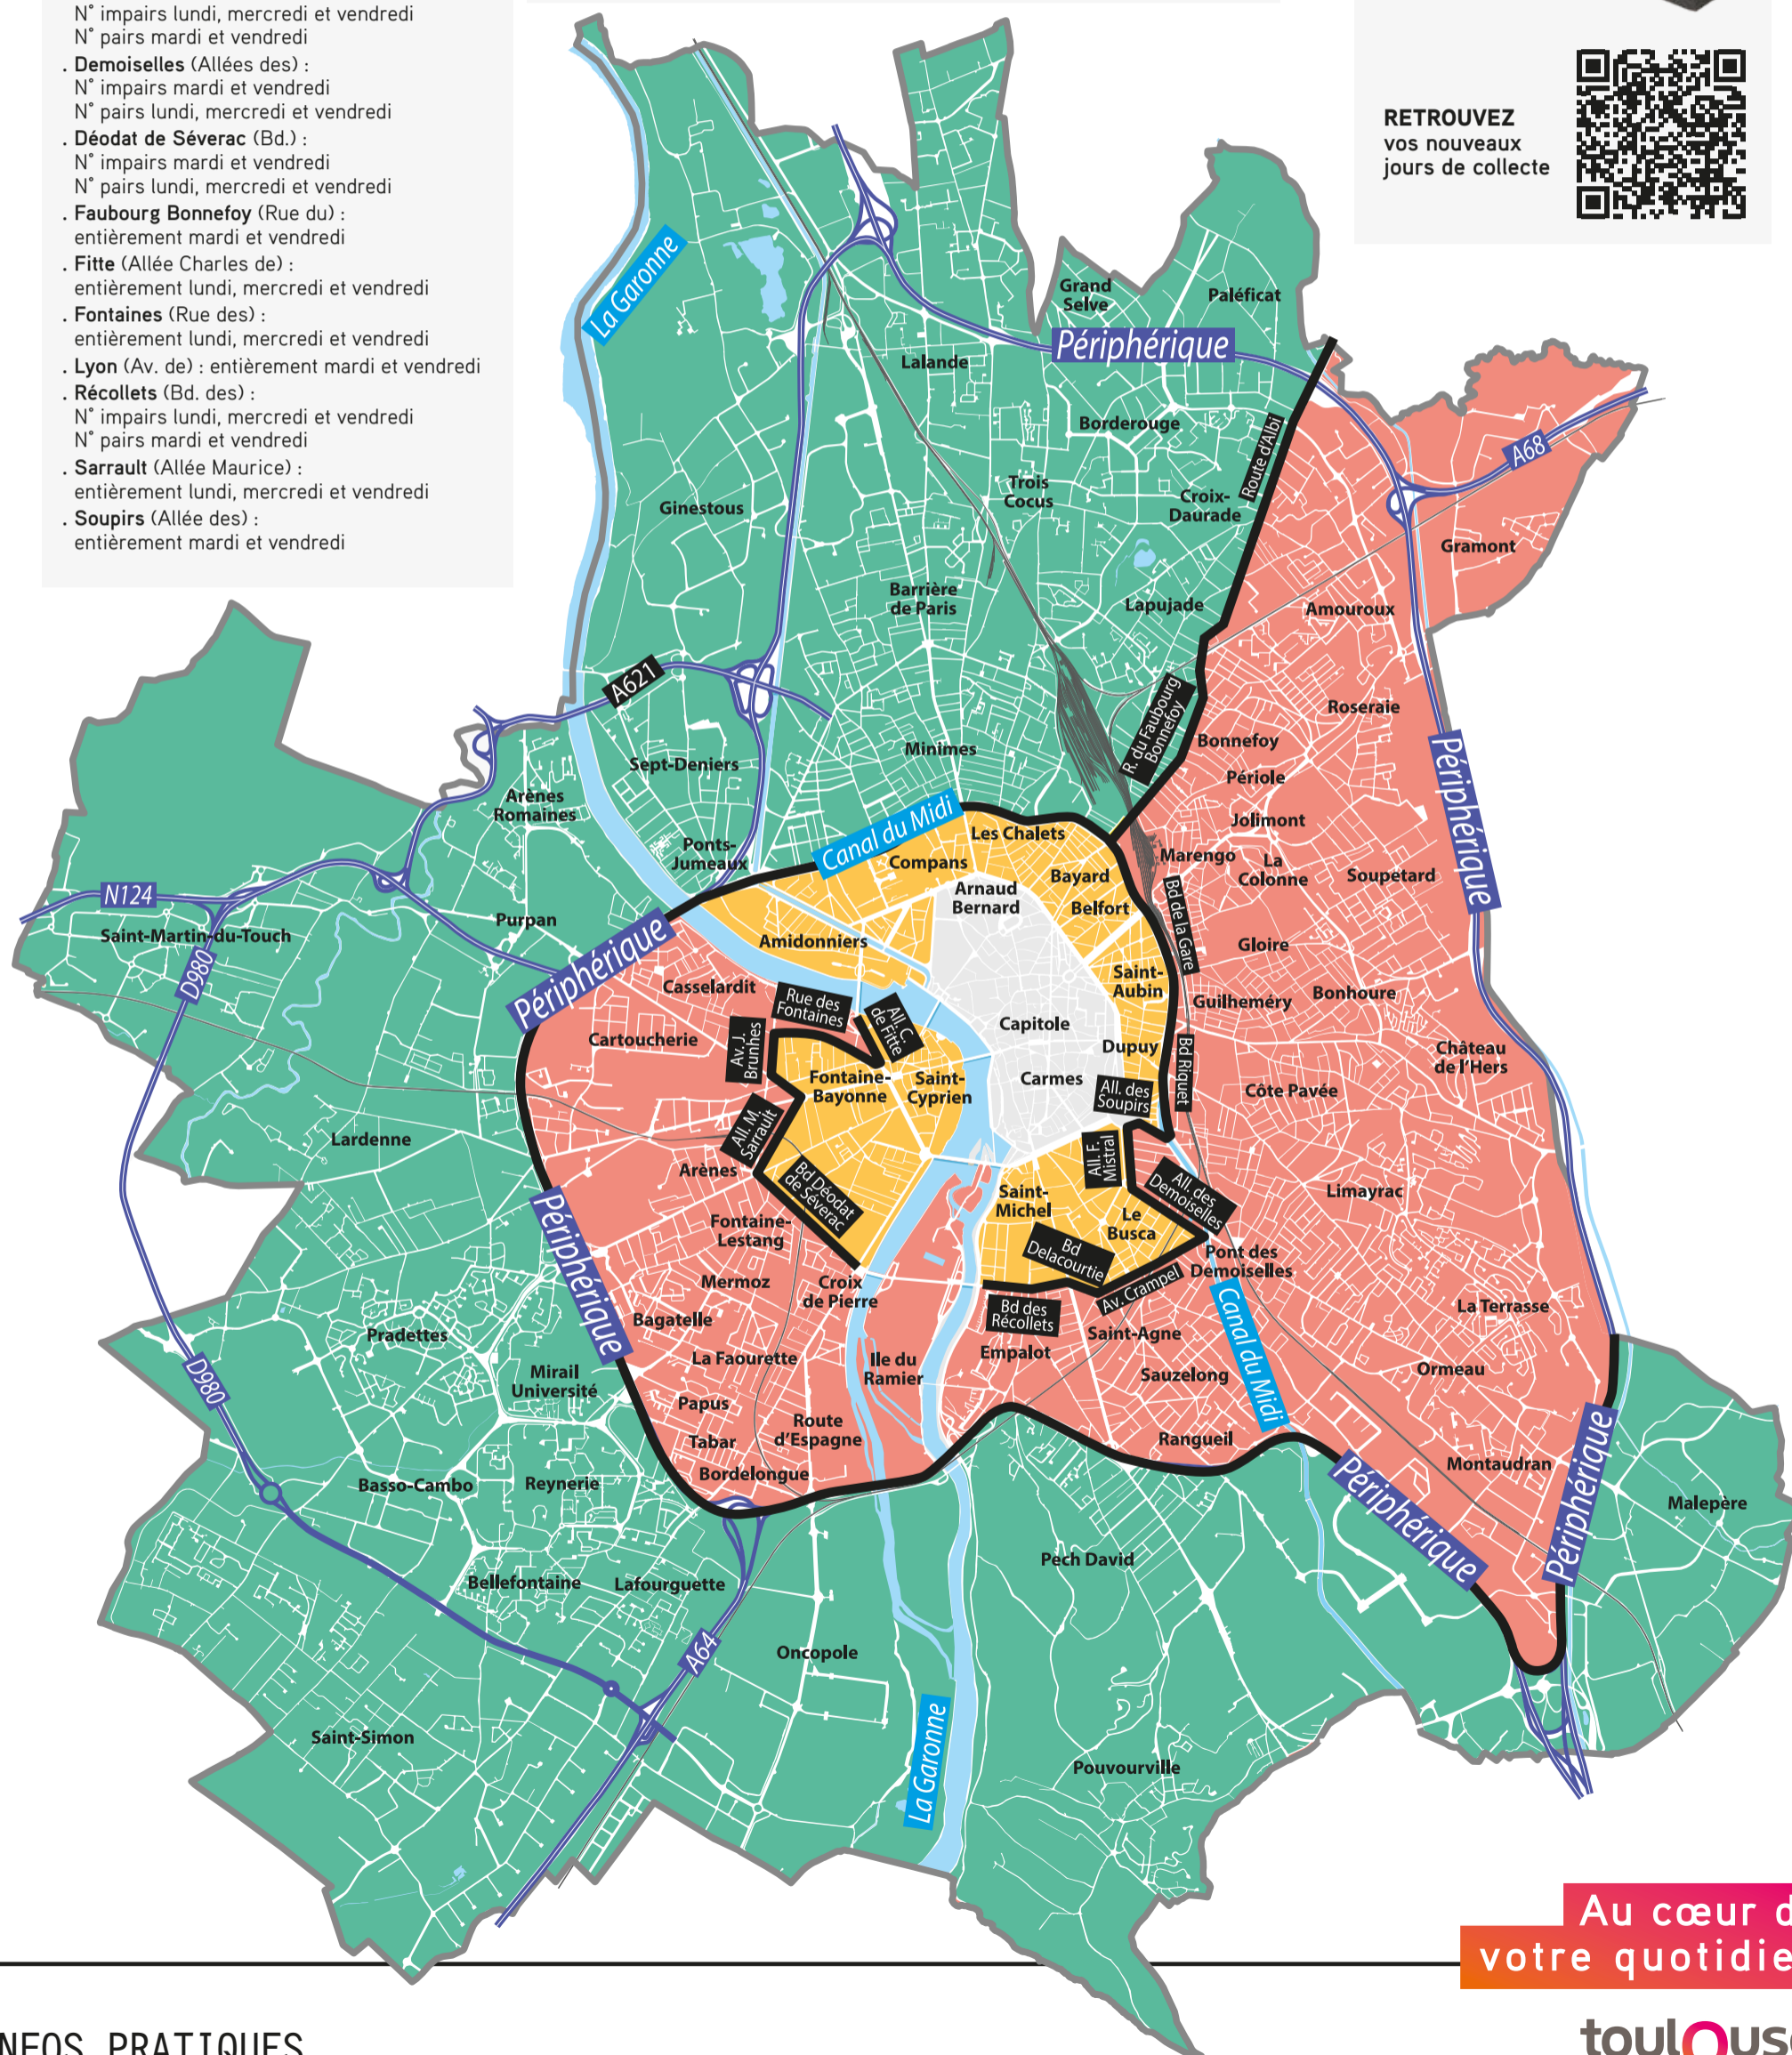 N° impairs lundi, mercredi et vendredi
N° pairs mardi et vendredi
. Demoiselles (Allées des) :
N° impairs mardi et vendredi
N° pairs lundi, mercredi et vendredi
. Déodat de Séverac (Bd.) :
N° impairs mardi et vendredi
N° pairs lundi, mercredi et vendredi
. Faubourg Bonnefoy (Rue du) :
entièrement mardi et vendredi
. Fitte (Allée Charles de) :
entièrement lundi, mercredi et vendredi
. Fontaines (Rue des) :
entièrement lundi, mercredi et vendredi
. Lyon (Av. de) : entièrement mardi et vendredi
. Récollets (Bd. des) :
N° impairs lundi, mercredi et vendredi
N° pairs mardi et vendredi
. Sarrault (Allée Maurice) :
entièrement lundi, mercredi et vendredi
. Soupirs (Allée des) :
entièrement mardi et vendredi
RETROUVEZ
vos nouveaux
jours de collecte
La Garonne
Grand
Selve
Paléficat
Périphérique
Lalande
Borderouge
Route d'Albi
A68
Trois
Cocus
Croix-
Daurade
Ginestous
Gramont
Barrière
de Paris
Lapujade
Amouroux
A621
R. du Faubourg
Bonnefoy
Roseraie
Bonnefoy
Minimes
Sept-Deniers
Périole
Périphérique
Arènes
Romaines
Canal du Midi
Les Chalets
Jolimont
Ponts-
Jumeaux
Compans
Marengo
La
Colonne
Bayard
Soupetard
N124
Arnaud
Bernard
Belfort
Bd de la Gare
Purpan
Saint-Martin-du-Touch
Amidonniers
Gloire
D980
Périphérique
Casselardit
Saint-
Aubin
Guilheméry
Bonhoure
Rue des
Fontaines
All. C.
de Fitte
Capitole
Cartoucherie
Av. J.
Brunhes
Dupuy
Bd Riquet
Château
de l'Hers
Fontaine-
Bayonne
Saint-
Cyprien
Carmes
All. des
Soupirs
Côte Pavée
Lardenne
All. M.
Sarrault
All. F.
Mistral
Arènes
Bd Déodat
de Séverac
Saint-
Michel
All. des
Demoiselles
Limayrac
Périphérique
Fontaine-
Lestang
Le
Busca
Bd
Delacourtie
Pont des
Demoiselles
Mermoz
Croix
de Pierre
Av. Crampel
Bd des
Récollets
La Terrasse
Bagatelle
Pradettes
Saint-Agne
Canal du Midi
La Faourette
Ile du
Ramier
Empalot
D980
Mirail
Université
Sauzelong
Ormeau
Papus
Route
d'Espagne
Tabar
Rangueil
Bordelongue
Montaudran
Périphérique
Périphérique
Basso-Cambo
Reynerie
Malepère
Pech David
Bellefontaine
Lafourguette
A64
Oncopole
Saint-Simon
La Garonne
Pouvourville
Au cœur d
votre quotidie
NFOS PRATIQUES
toulous